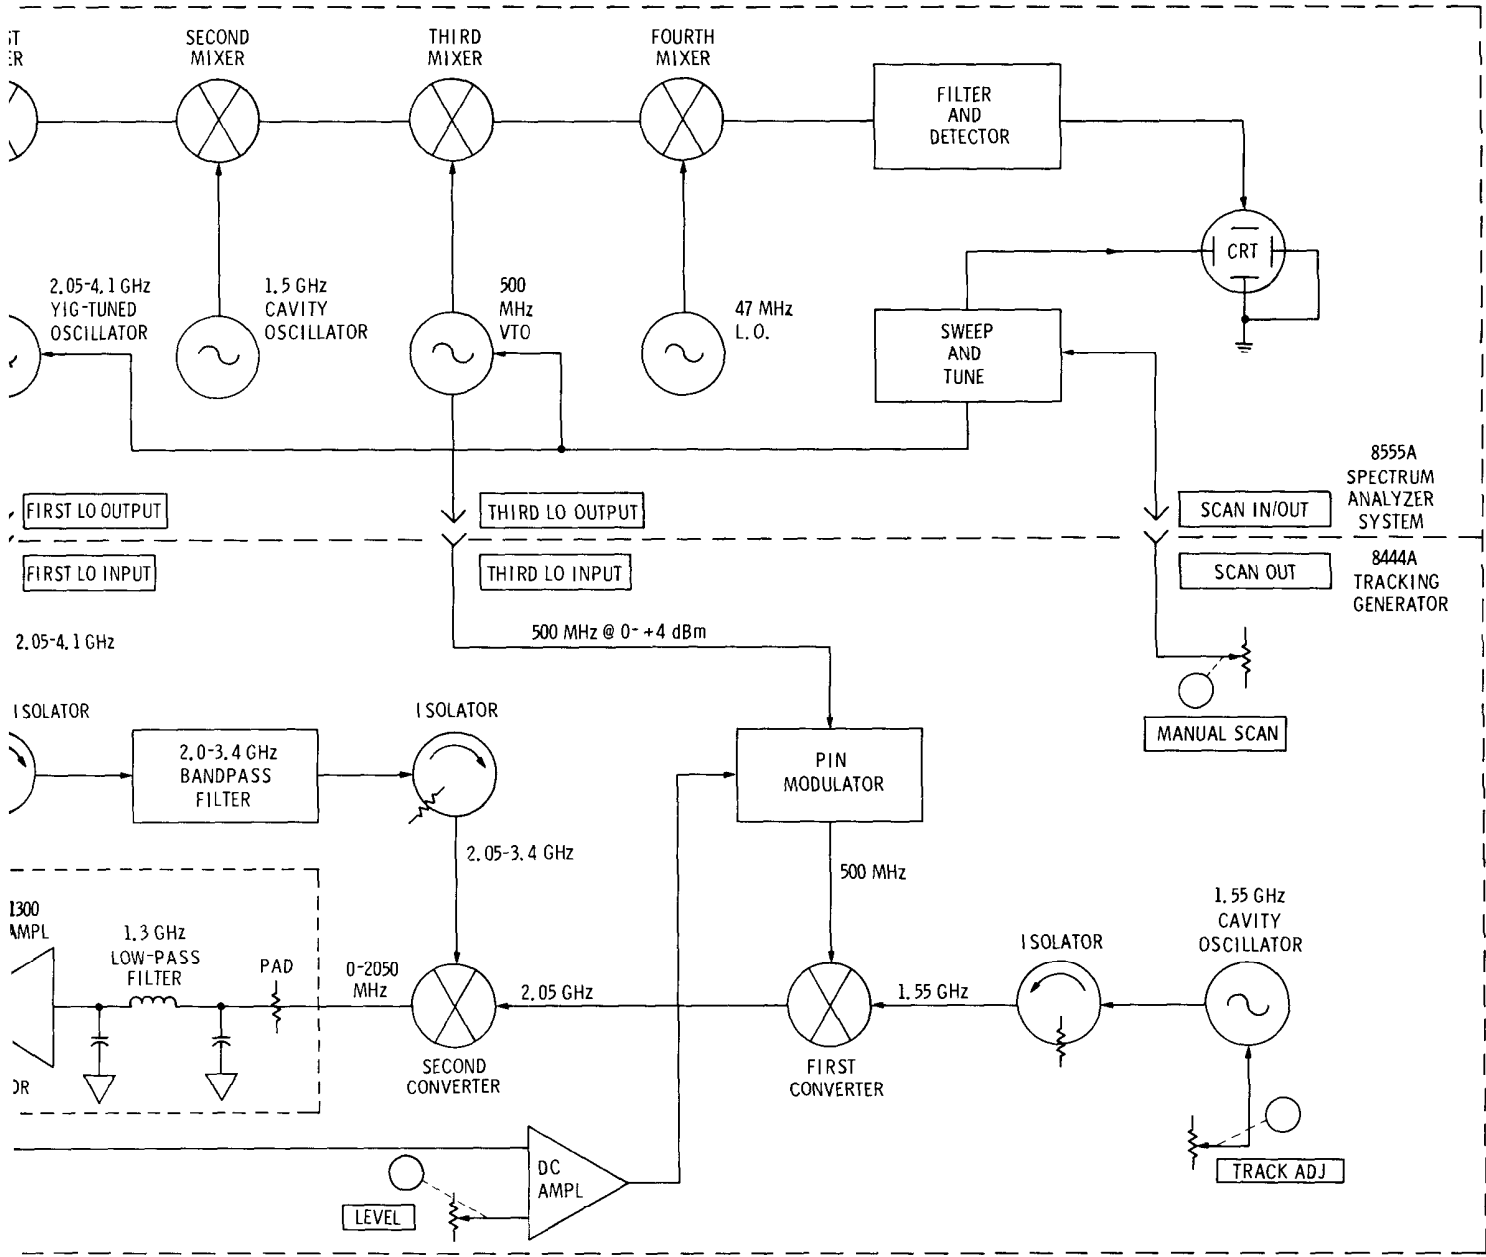 ST
ER
SECOND
MIXER
THIRD
MIXER
FOURTH
MIXER
FILTER
AND
DETECTOR
CRT
2.05-4.1 GHz
YIG-TUNED
OSCILLATOR
1.5 GHz
CAVITY
OSCILLATOR
500
MHz
VTO
47 MHz
L.O.
SWEEP
AND
TUNE
8555A
SPECTRUM
ANALYZER
SYSTEM
FIRST LO OUTPUT
THIRD LO OUTPUT
SCAN IN/OUT
FIRST LO INPUT
THIRD LO INPUT
SCAN OUT
8444A
TRACKING
GENERATOR
2.05-4.1 GHz
500 MHz @ 0- +4 dBm
MANUAL SCAN
ISOLATOR
2.0-3.4 GHz
BANDPASS
FILTER
ISOLATOR
PIN
MODULATOR
2.05-3.4 GHz
500 MHz
1300
AMPL
1.3 GHz
LOW-PASS
FILTER
PAD
0-2050
MHz
2.05 GHz
1.55 GHz
ISOLATOR
1.55 GHz
CAVITY
OSCILLATOR
OR
SECOND
CONVERTER
FIRST
CONVERTER
DC
AMPL
LEVEL
TRACK ADJ